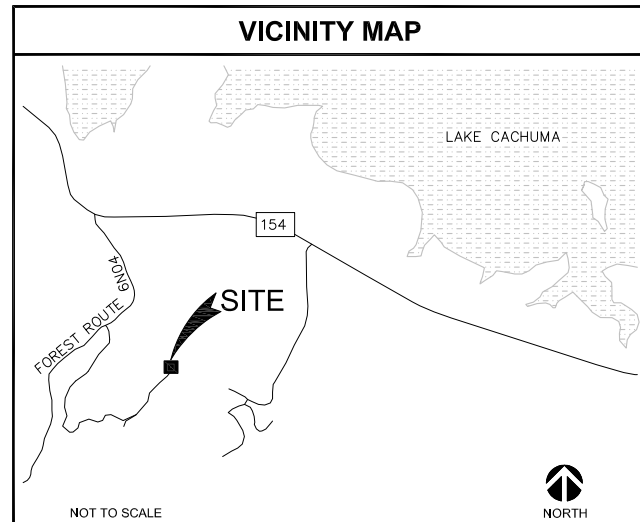 VICINITY MAP
LAKE CACHUMA
154
FOREST ROUTE 6N04
SITE
NOT TO SCALE
NORTH